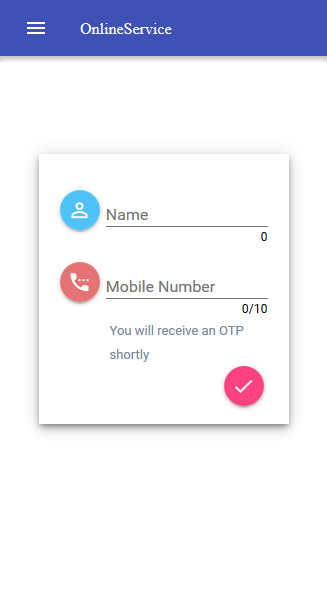 OnlineService
Name
0
Mobile Number
0/10
You will receive an OTP
shortly